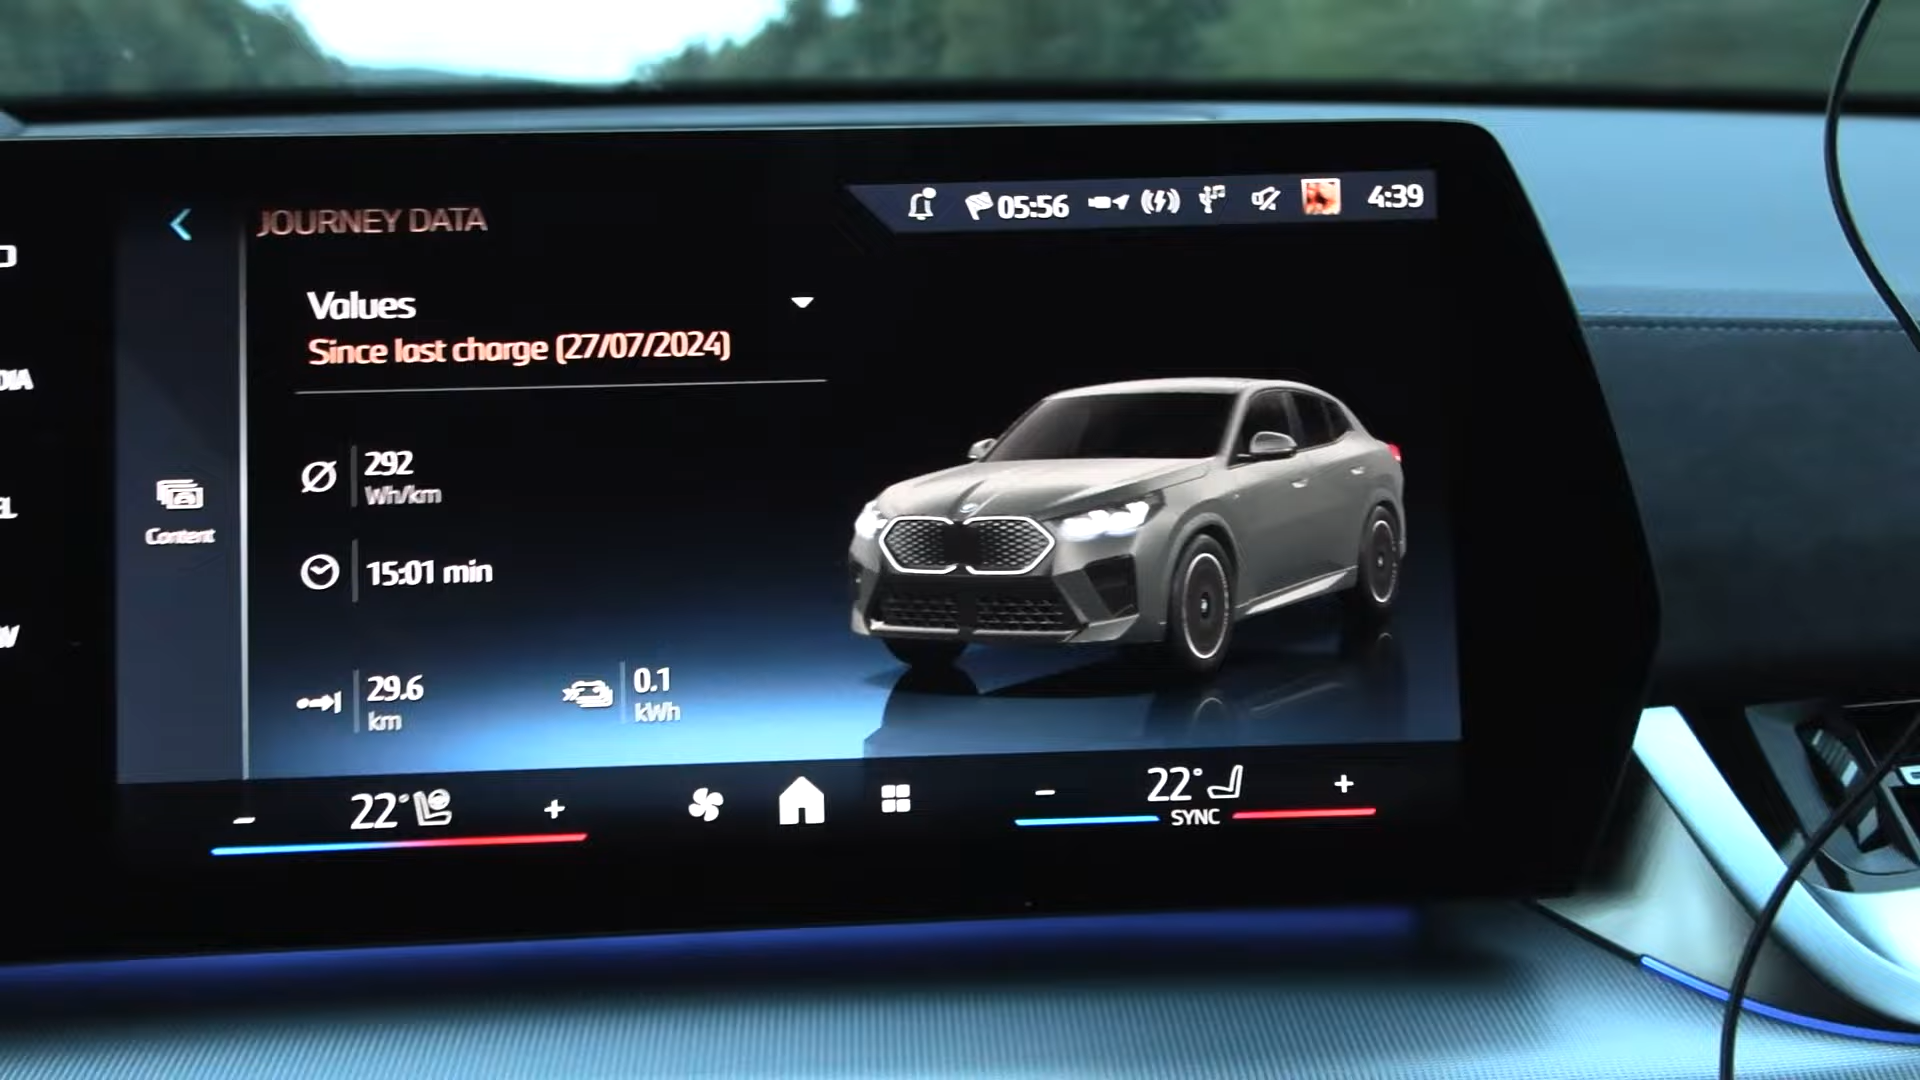 JOURNEY DATA
05:56
4:39
Values
Since last charge (27/07/2024)
292
Wh/km
Content
15:01 min
29.6
km
0.1
kWh
22°
22°
SYNC